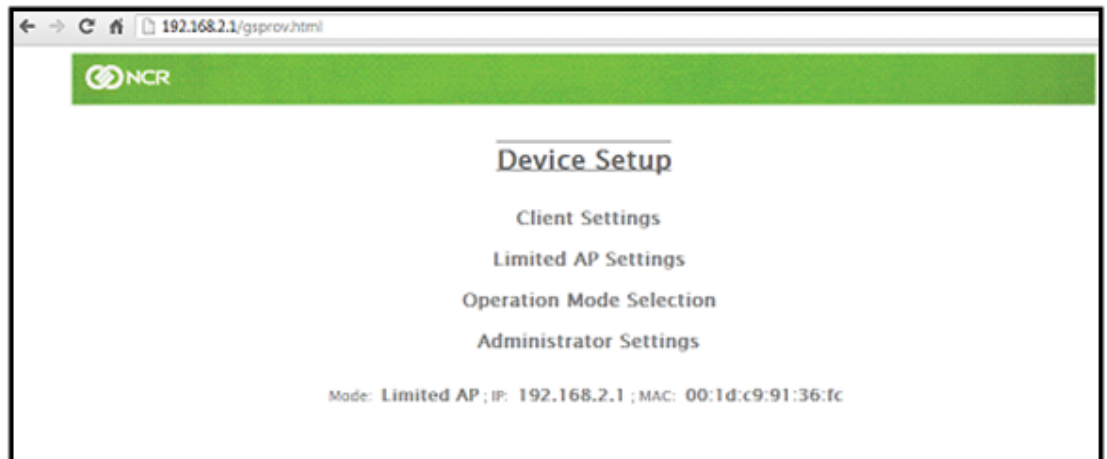 192.168.2.1/gsprov.html
NCR
Device Setup
Client Settings
Limited AP Settings
Operation Mode Selection
Administrator Settings
Mode: Limited AP ; IP: 192.168.2.1 ; MAC: 00:1d:c9:91:36:fc